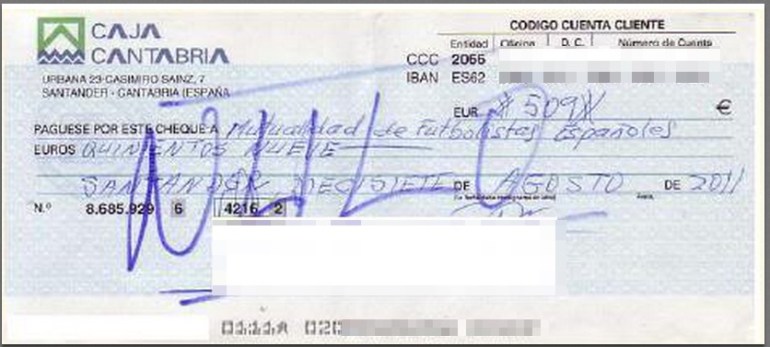 CAJA
CANTABRIA
CODIGO CUENTA CLIENTE
Entidad Oficina D. C. Número de Cuenta
CCC 2066
IBAN ES62
URBANA 23-CASIMIRO SAINZ, 7
SANTANDER - CANTABRIA (ESPAÑA
EUR # 509 # €
PAGUESE POR ESTE CHEQUE A Mutualidad de Futbolistas Españoles
EUROS QUINIENTOS NUEVE
SANTANDER DIECISIETE DE AGOSTO DE 2011
N.º 8.685.929 6 4216 2
NULO